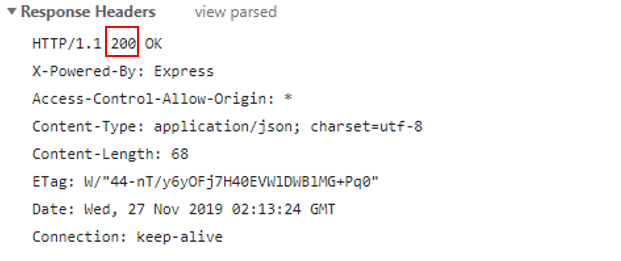 Response Headers view parsed
HTTP/1.1 200 OK
X-Powered-By: Express
Access-Control-Allow-Origin: *
Content-Type: application/json; charset=utf-8
Content-Length: 68
ETag: W/"44-nT/y6yOFj7H40EVWlDWBlMG+Pq0"
Date: Wed, 27 Nov 2019 02:13:24 GMT
Connection: keep-alive